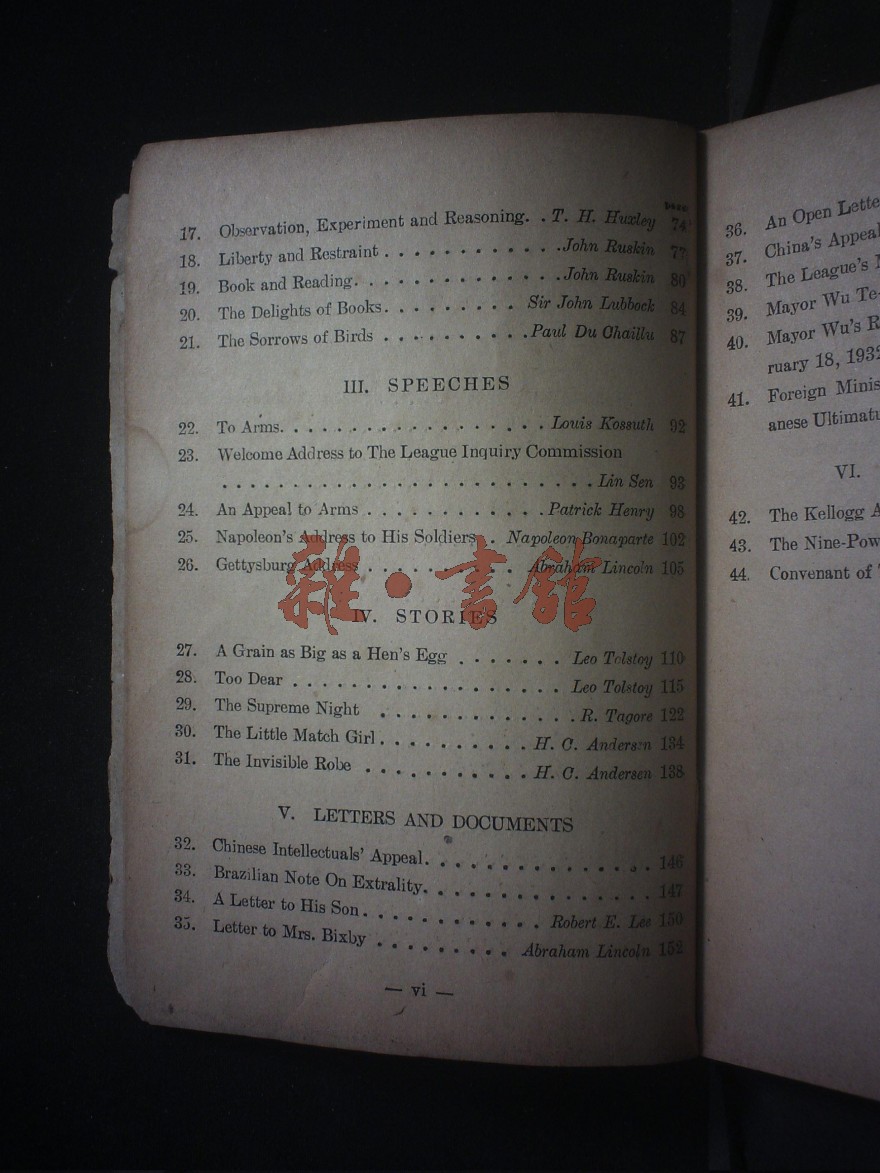 PAGE
17. Observation, Experiment and Reasoning. . T. H. Huxley 74
18. Liberty and Restraint . . . . . . . . . . . . John Ruskin 77
19. Book and Reading. . . . . . . . . . . . . . John Ruskin 80
20. The Delights of Books. . . . . . . . . Sir John Lubbock 84
21. The Sorrows of Birds . . . . . . . . . . Paul Du Chaillu 87
III. SPEECHES
22. To Arms. . . . . . . . . . . . . . . . . . . Louis Kossuth 92
23. Welcome Address to The League Inquiry Commission
. . . . . . . . . . . . . . . . . . . . . . . . . . Lin Sen 93
24. An Appeal to Arms . . . . . . . . . . . . . Patrick Henry 98
25. Napoleon's Address to His Soldiers. . Napoleon Bonaparte 102
26. Gettysburg Address . . . . . . . . . . Abraham Lincoln 105
雜·書館
IV. STORIES
27. A Grain as Big as a Hen's Egg . . . . . . . Leo Tolstoy 110
28. Too Dear . . . . . . . . . . . . . . . . . . . Leo Tolstoy 115
29. The Supreme Night . . . . . . . . . . . . . R. Tagore 122
30. The Little Match Girl. . . . . . . . . . . H. C. Andersen 134
31. The Invisible Robe . . . . . . . . . . . H. C. Andersen 138
V. LETTERS AND DOCUMENTS
32. Chinese Intellectuals' Appeal. . . . . . . . . . . . . . 146
33. Brazilian Note On Extrality. . . . . . . . . . . . . . . 147
34. A Letter to His Son. . . . . . . . . . . Robert E. Lee 150
35. Letter to Mrs. Bixby . . . . . . . . . Abraham Lincoln 152
— vi —
36. An Open Lette
37. China's Appeal
38. The League's
39. Mayor Wu Te-
40. Mayor Wu's R
ruary 18, 1932
41. Foreign Minis
anese Ultimatu
VI.
42. The Kellogg
43. The Nine-Pow
44. Convenant of